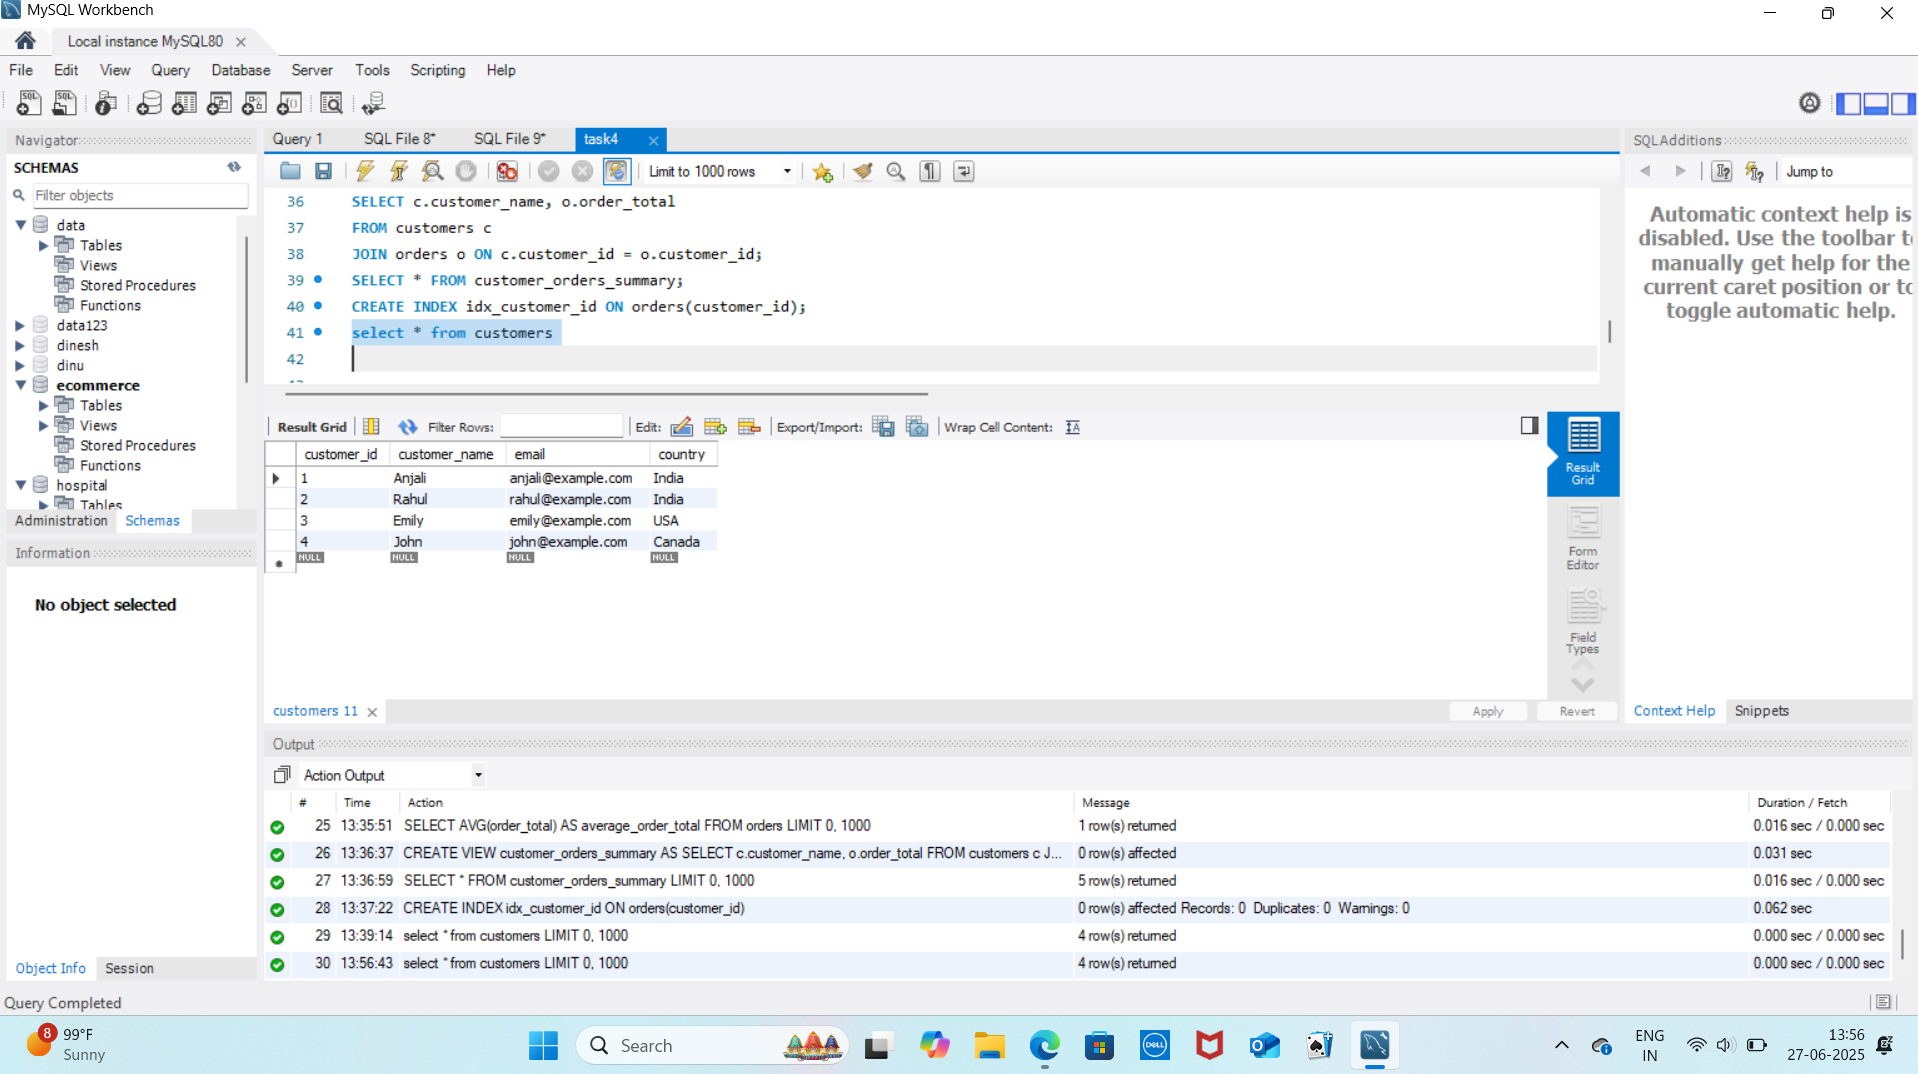 MySQL Workbench
Local instance MySQL80
File Edit View Query Database Server Tools Scripting Help
Navigator
SCHEMAS
Filter objects
data
Tables
Views
Stored Procedures
Functions
data123
dinesh
dinu
ecommerce
Tables
Views
Stored Procedures
Functions
hospital
Tables
Administration Schemas
Information
No object selected
Object Info Session
Query 1 SQL File 8* SQL File 9* task4
Limit to 1000 rows
36 SELECT c.customer_name, o.order_total
37 FROM customers c
38 JOIN orders o ON c.customer_id = o.customer_id;
39 SELECT * FROM customer_orders_summary;
40 CREATE INDEX idx_customer_id ON orders(customer_id);
41 select * from customers
42
Result Grid Filter Rows: Edit: Export/Import: Wrap Cell Content:
customer_id customer_name email country
1 Anjali anjali@example.com India
2 Rahul rahul@example.com India
3 Emily emily@example.com USA
4 John john@example.com Canada
NULL NULL NULL NULL
Result
Grid
Form
Editor
Field
Types
customers 11
Apply Revert
SQLAdditions
Jump to
Automatic context help is
disabled. Use the toolbar to
manually get help for the
current caret position or to
toggle automatic help.
Context Help Snippets
Output
Action Output
# Time Action Message Duration / Fetch
25 13:35:51 SELECT AVG(order_total) AS average_order_total FROM orders LIMIT 0, 1000 1 row(s) returned 0.016 sec / 0.000 sec
26 13:36:37 CREATE VIEW customer_orders_summary AS SELECT c.customer_name, o.order_total FROM customers c J... 0 row(s) affected 0.031 sec
27 13:36:59 SELECT * FROM customer_orders_summary LIMIT 0, 1000 5 row(s) returned 0.016 sec / 0.000 sec
28 13:37:22 CREATE INDEX idx_customer_id ON orders(customer_id) 0 row(s) affected Records: 0 Duplicates: 0 Warnings: 0 0.062 sec
29 13:39:14 select * from customers LIMIT 0, 1000 4 row(s) returned 0.000 sec / 0.000 sec
30 13:56:43 select * from customers LIMIT 0, 1000 4 row(s) returned 0.000 sec / 0.000 sec
Query Completed
8
99°F
Sunny
Search
DELL
ENG
IN
13:56
27-06-2025